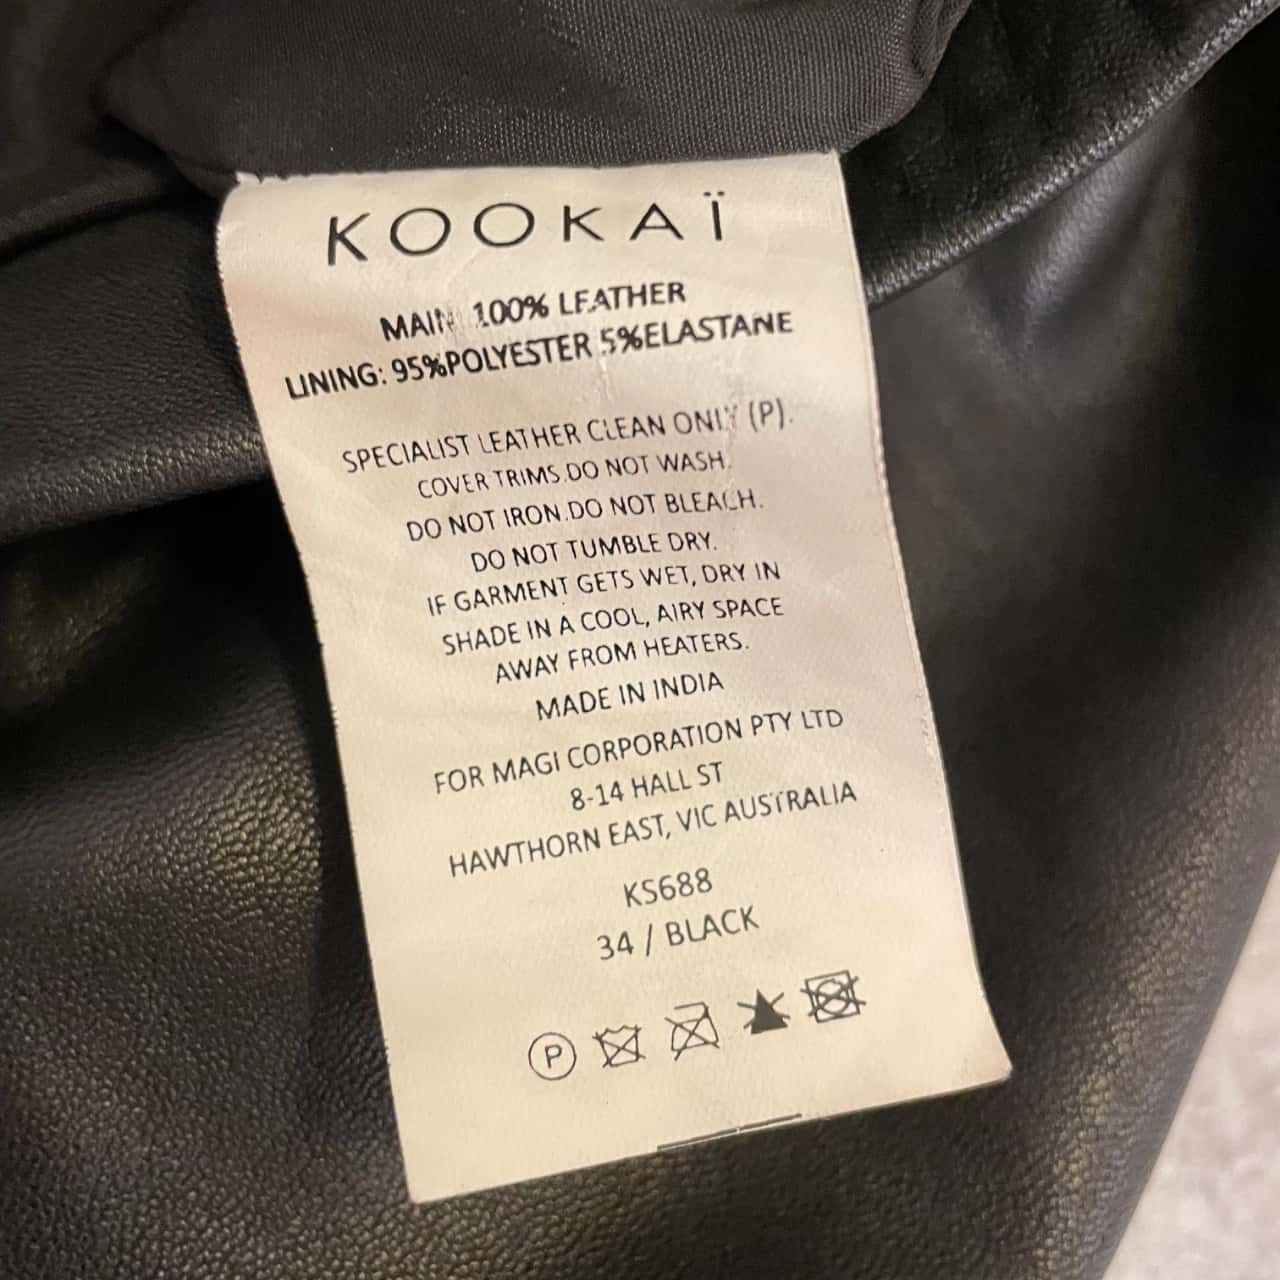 KOOKAÏ
MAIN: 100% LEATHER
LINING: 95%POLYESTER 5%ELASTANE
SPECIALIST LEATHER CLEAN ONLY (P).
COVER TRIMS.DO NOT WASH.
DO NOT IRON.DO NOT BLEACH.
DO NOT TUMBLE DRY.
IF GARMENT GETS WET, DRY IN
SHADE IN A COOL, AIRY SPACE
AWAY FROM HEATERS.
MADE IN INDIA
FOR MAGI CORPORATION PTY LTD
8-14 HALL ST
HAWTHORN EAST, VIC AUSTRALIA
KS688
34 / BLACK
P